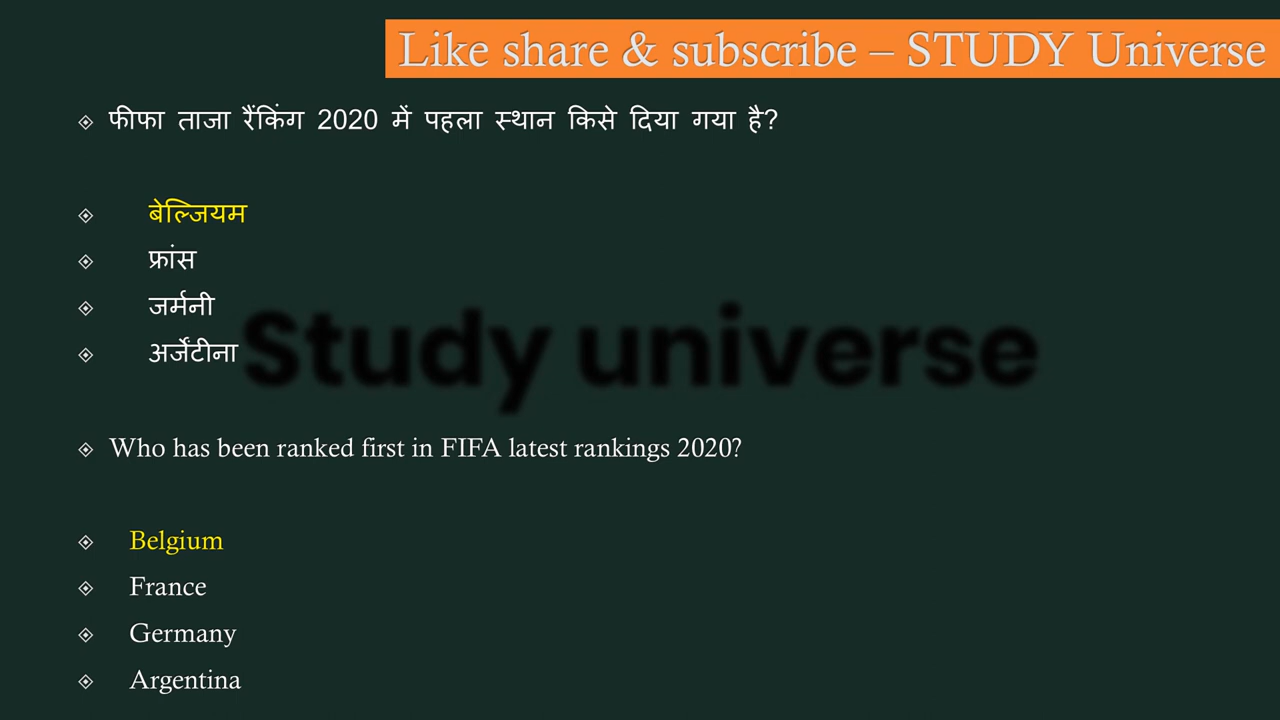 Like share & subscribe – STUDY Universe
फीफा ताजा रैंकिंग 2020 में पहला स्थान किसे दिया गया है?
बेल्जियम
फ्रांस
जर्मनी
अर्जेंटीना
Study universe
Who has been ranked first in FIFA latest rankings 2020?
Belgium
France
Germany
Argentina